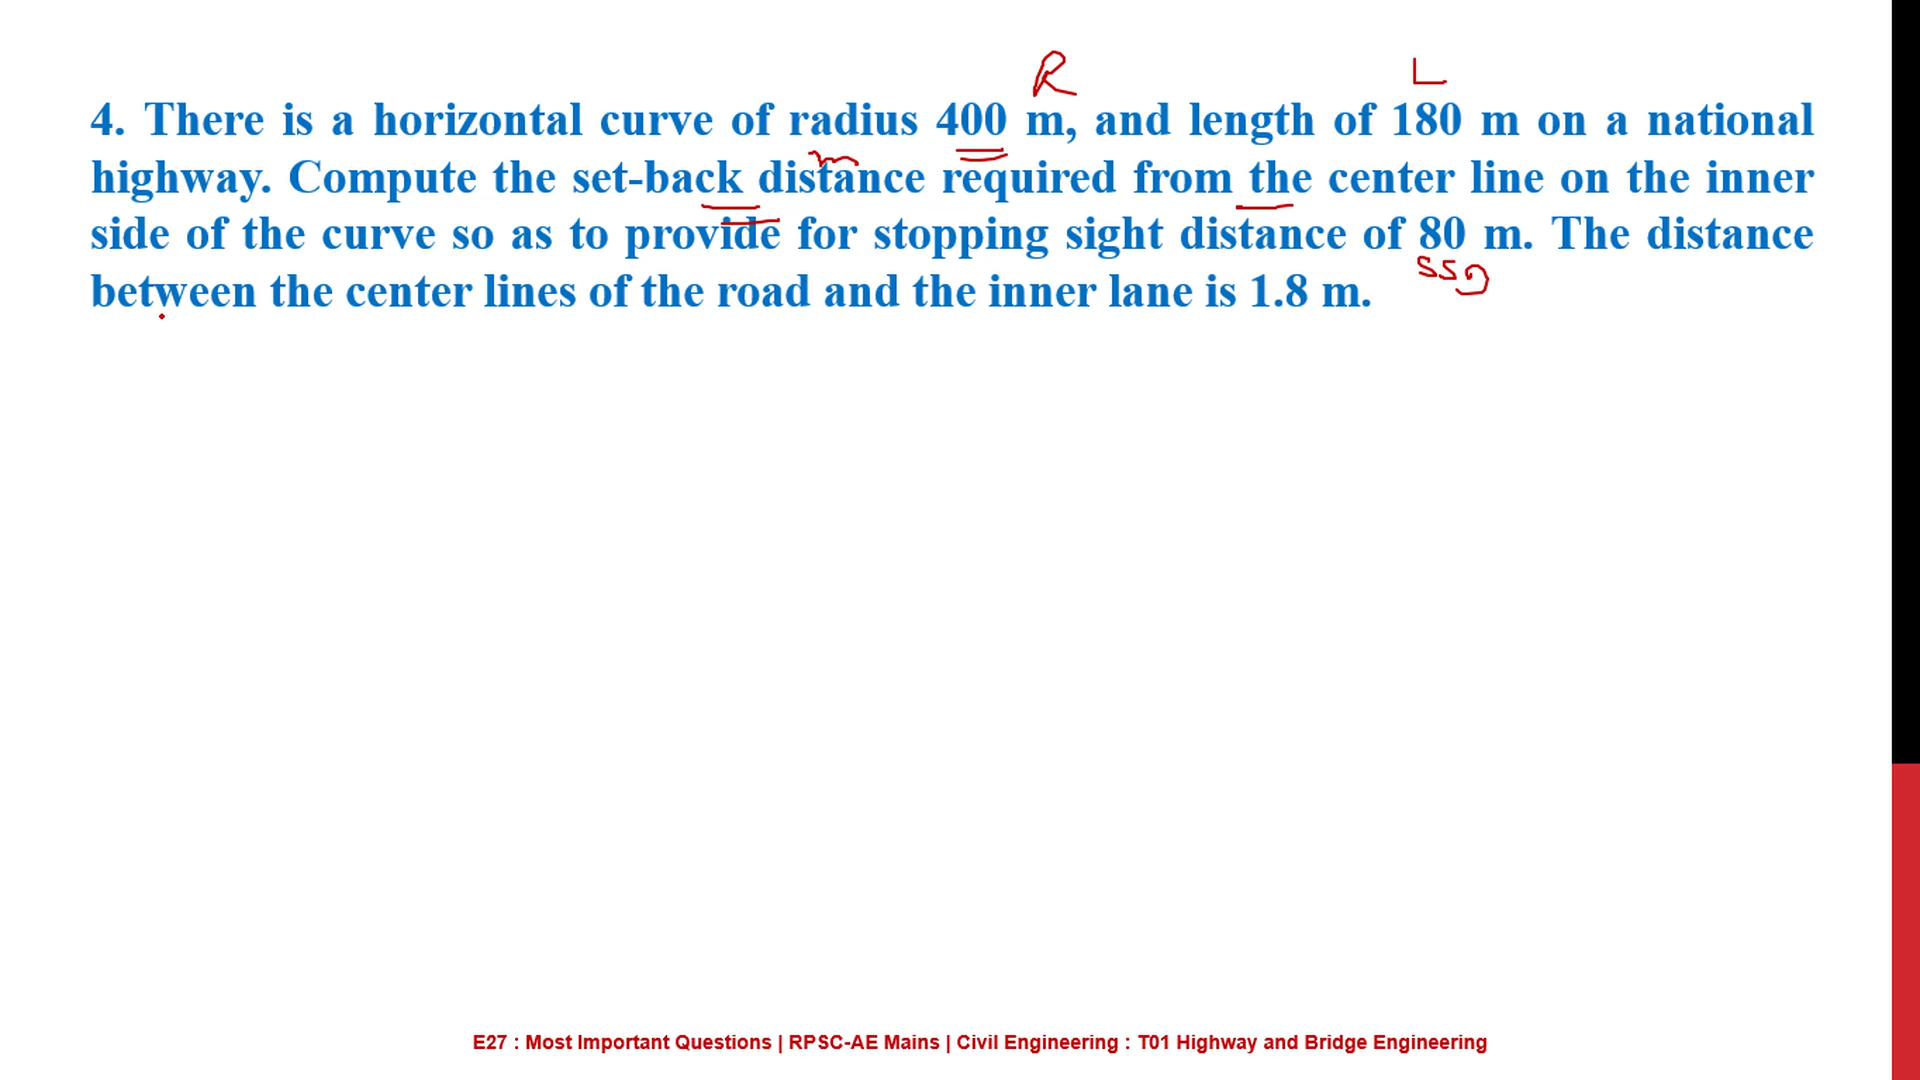 R L
4. There is a horizontal curve of radius 400 m, and length of 180 m on a national
m
highway. Compute the set-back distance required from the center line on the inner
side of the curve so as to provide for stopping sight distance of 80 m. The distance
SSD
between the center lines of the road and the inner lane is 1.8 m.
E27 : Most Important Questions | RPSC-AE Mains | Civil Engineering : T01 Highway and Bridge Engineering